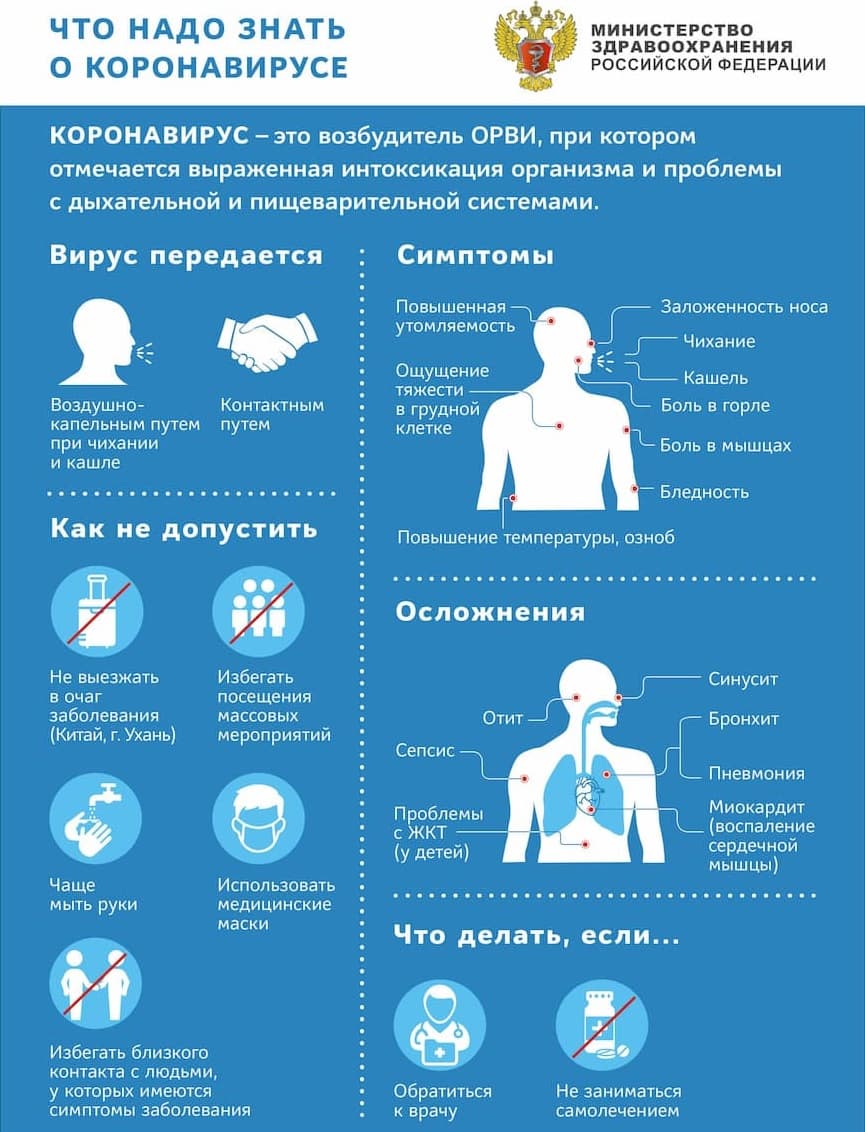 ЧТО НАДО ЗНАТЬ
О КОРОНАВИРУСЕ
МИНИСТЕРСТВО
ЗДРАВООХРАНЕНИЯ
РОССИЙСКОЙ ФЕДЕРАЦИИ
КОРОНАВИРУС – это возбудитель ОРВИ, при котором
отмечается выраженная интоксикация организма и проблемы
с дыхательной и пищеварительной системами.
Вирус передается
Воздушно-
капельным путем
при чихании
и кашле
Контактным
путем
Как не допустить
Не выезжать
в очаг
заболевания
(Китай, г. Ухань)
Избегать
посещения
массовых
мероприятий
Чаще
мыть руки
Использовать
медицинские
маски
Избегать близкого
контакта с людьми,
у которых имеются
симптомы заболевания
Симптомы
Повышенная
утомляемость
Ощущение
тяжести
в грудной
клетке
Заложенность носа
Чихание
Кашель
Боль в горле
Боль в мышцах
Бледность
Повышение температуры, озноб
Осложнения
Отит
Сепсис
Проблемы
с ЖКТ
(у детей)
Синусит
Бронхит
Пневмония
Миокардит
(воспаление
сердечной
мышцы)
Что делать, если...
Обратиться
к врачу
Не заниматься
самолечением